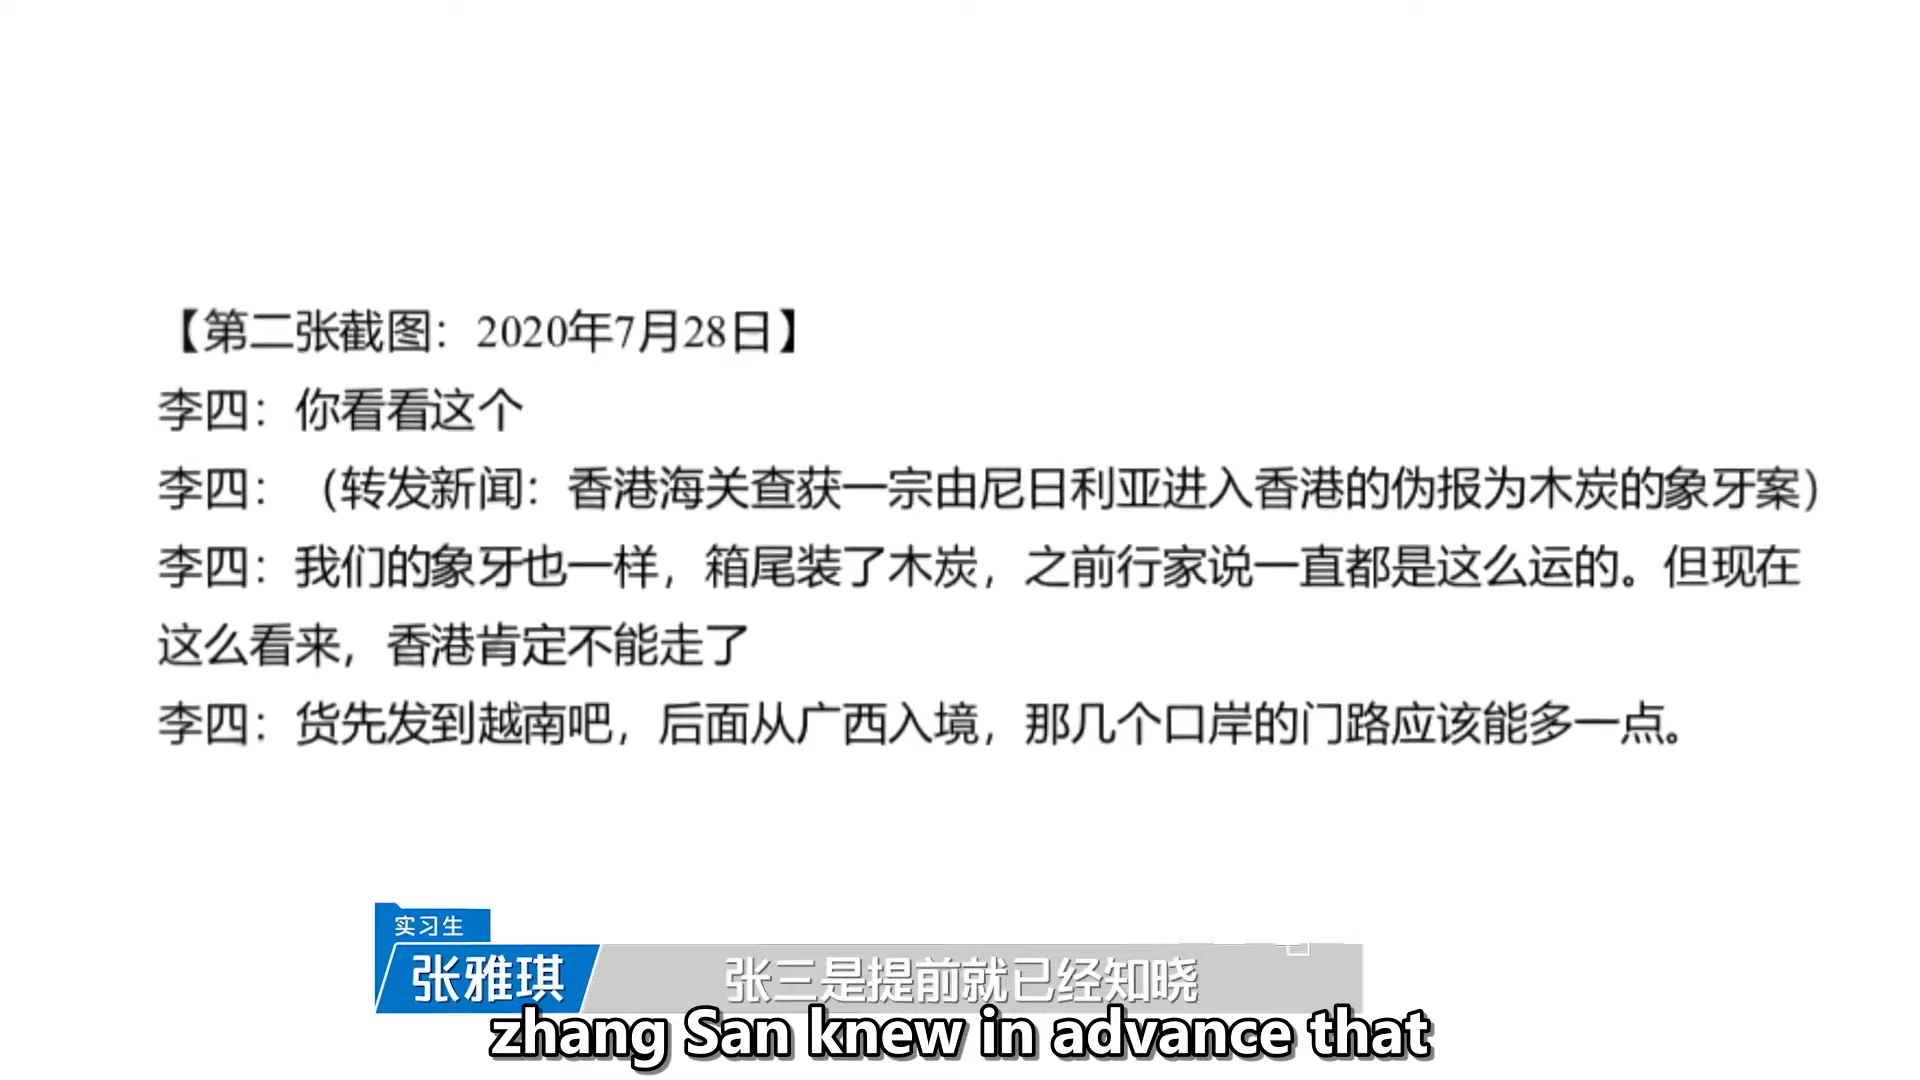 【第二张截图：2020年7月28日】
李四：你看看这个
李四：（转发新闻：香港海关查获一宗由尼日利亚进入香港的伪报为木炭的象牙案）
李四：我们的象牙也一样，箱尾装了木炭，之前行家说一直都是这么运的。但现在
这么看来，香港肯定不能走了
李四：货先发到越南吧，后面从广西入境，那几个口岸的门路应该能多一点。
实习生
张雅琪
张三是提前就已经知晓
zhang San knew in advance that